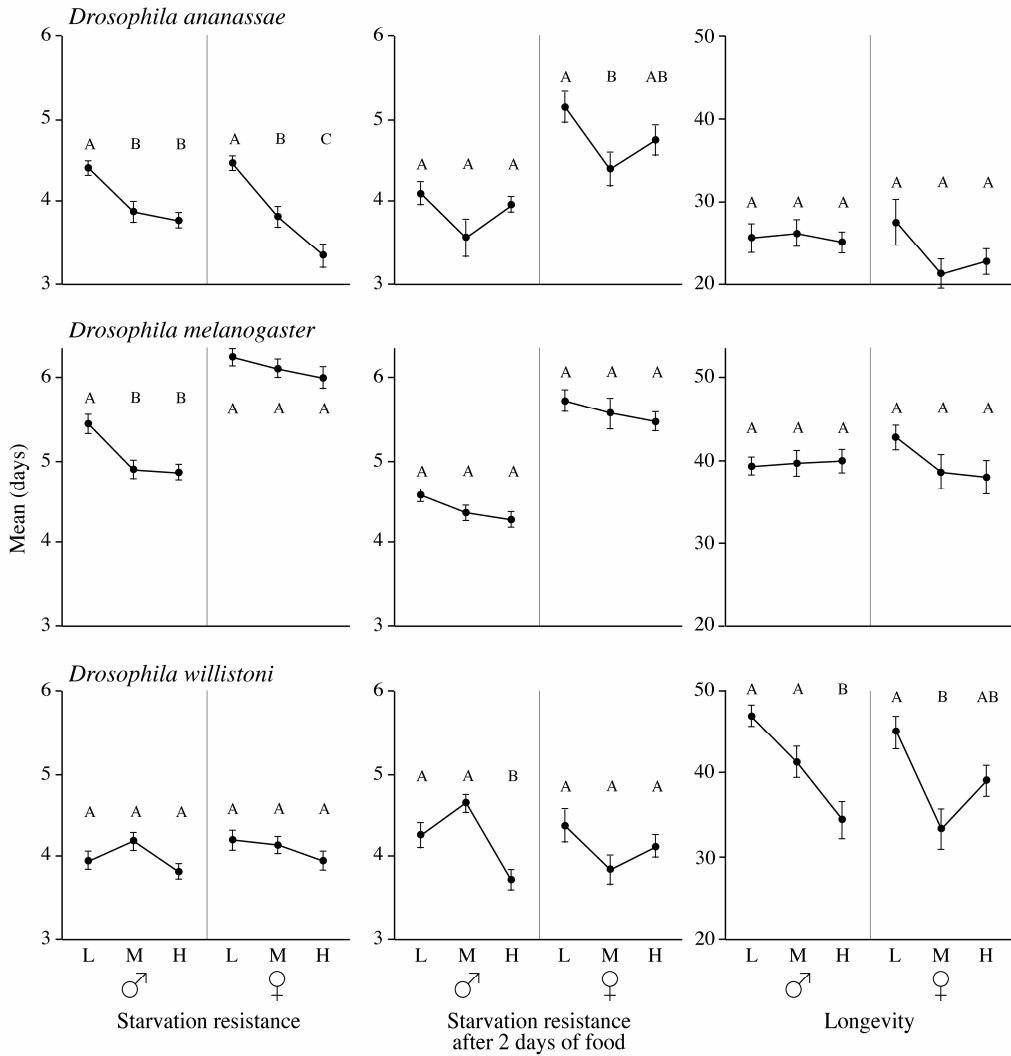 Drosophila ananassae
6 6 50
A B B A B C A A A A B AB A A A A A A
5 5 40
4 4 30
3 3 20
Drosophila melanogaster
6 6 50
A B B A A A A A A A A A A A A A A A
5 5 40
4 4 30
3 3 20
Mean (days)
Drosophila willistoni
6 6 50
A A A A A A A A B A A A A A B A B AB
5 5 40
4 4 30
3 3 20
L M H L M H L M H L M H L M H L M H
♂ ♀ ♂ ♀ ♂ ♀
Starvation resistance
Starvation resistance
after 2 days of food
Longevity